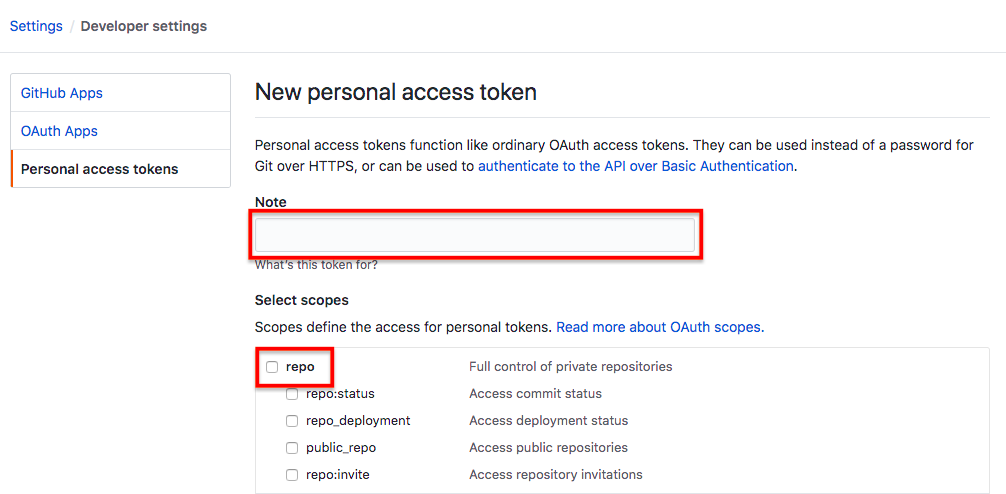 Settings / Developer settings
GitHub Apps
OAuth Apps
Personal access tokens
New personal access token
Personal access tokens function like ordinary OAuth access tokens. They can be used instead of a password for
Git over HTTPS, or can be used to authenticate to the API over Basic Authentication.
Note
What's this token for?
Select scopes
Scopes define the access for personal tokens. Read more about OAuth scopes.
repo Full control of private repositories
repo:status Access commit status
repo_deployment Access deployment status
public_repo Access public repositories
repo:invite Access repository invitations